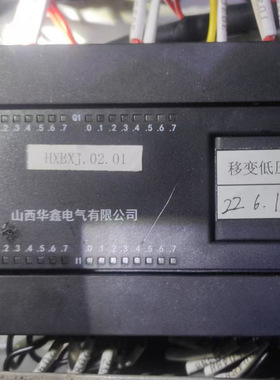 Q1
.2 .3 .4 .5 .6 .7 .0 .1 .2 .3 .4 .5 .6 .7
HXBXJ.02.01
移变低压
22 6.1
山西华鑫电气有限公司
.2 .3 .4 .5 .6 .7 I1 .0 .1 .2 .3 .4 .5 .6 .7